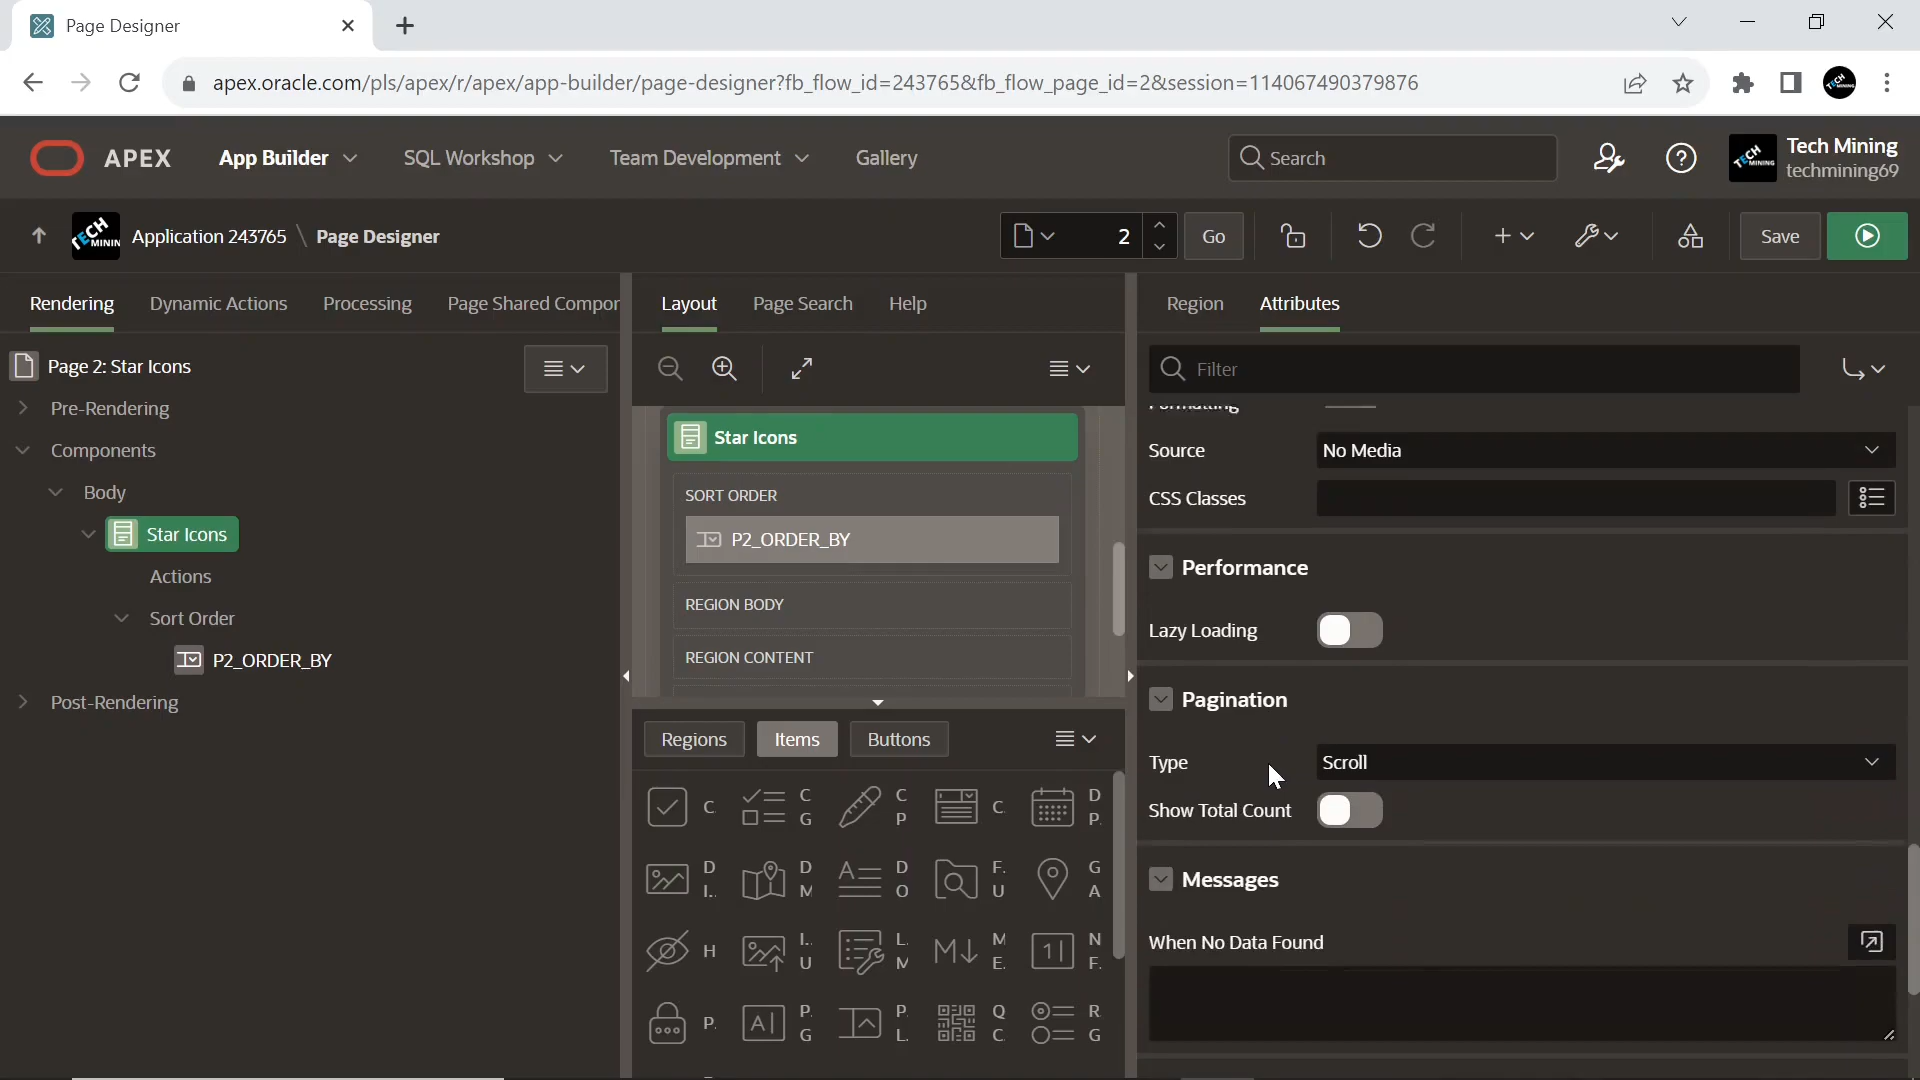 Page Designer
apex.oracle.com/pls/apex/r/apex/app-builder/page-designer?fb_flow_id=243765&fb_flow_page_id=2&session=114067490379876
APEX App Builder SQL Workshop Team Development Gallery Search Tech Mining
techmining69
Application 243765 \ Page Designer 2 Go Save
Rendering Dynamic Actions Processing Page Shared Compor
Layout Page Search Help
Region Attributes
Page 2: Star Icons
Pre-Rendering
Components
Body
Star Icons
Actions
Sort Order
P2_ORDER_BY
Post-Rendering
Star Icons
SORT ORDER
P2_ORDER_BY
REGION BODY
REGION CONTENT
Regions Items Buttons
C. C G C P C. D P.
D I.. D M D O F. U G A
H I.. U L. M M E. N F.
P. P. G P. L. Q C. R G
Filter
Source No Media
CSS Classes
Performance
Lazy Loading
Pagination
Type Scroll
Show Total Count
Messages
When No Data Found